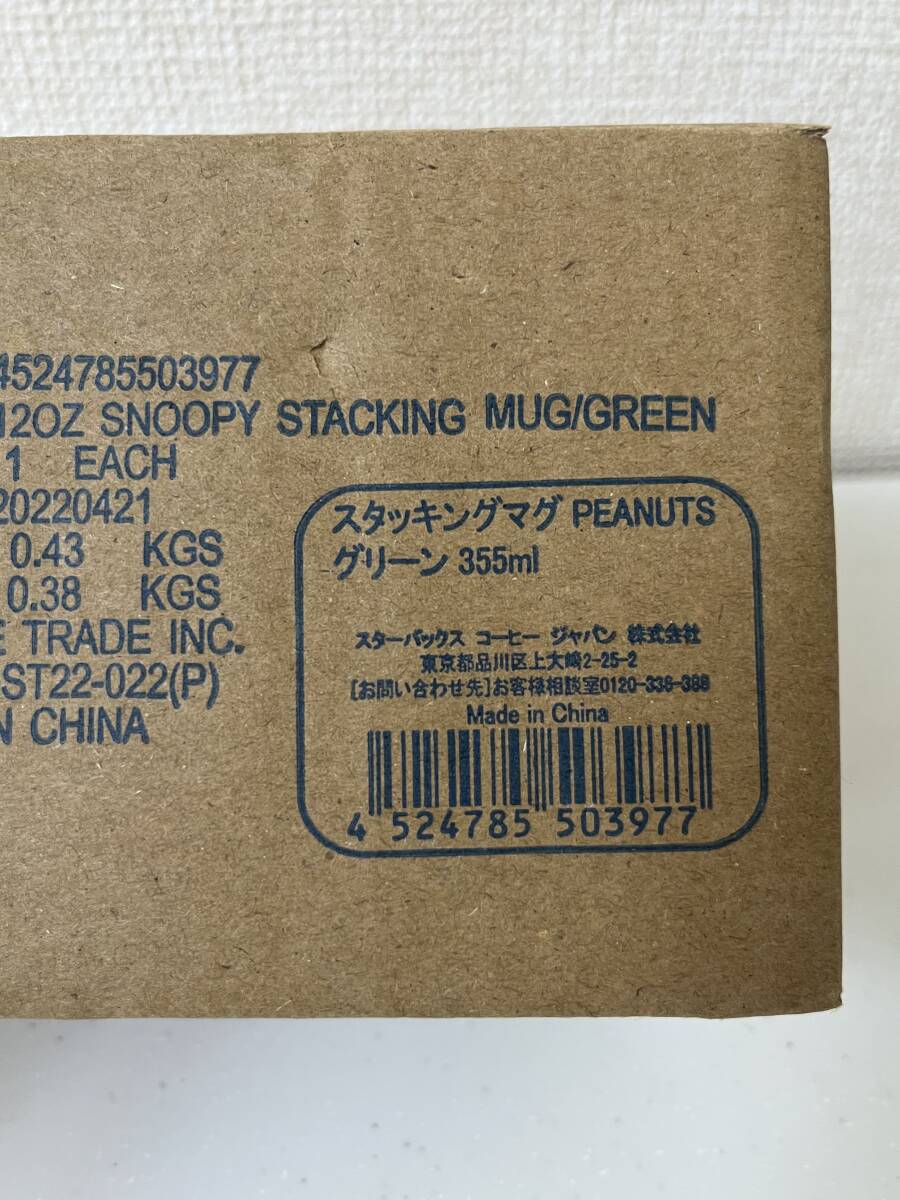 4524785503977
12OZ SNOOPY STACKING MUG/GREEN
1 EACH
20220421
0.43 KGS
0.38 KGS
TRADE INC.
ST22-022(P)
CHINA
スタッキングマグ PEANUTS
グリーン 355ml
スターバックス コーヒー ジャパン 株式会社
東京都品川区上大崎2-25-2
[お問い合わせ先]お客様相談室0120-338-388
Made in China
4 524785 503977